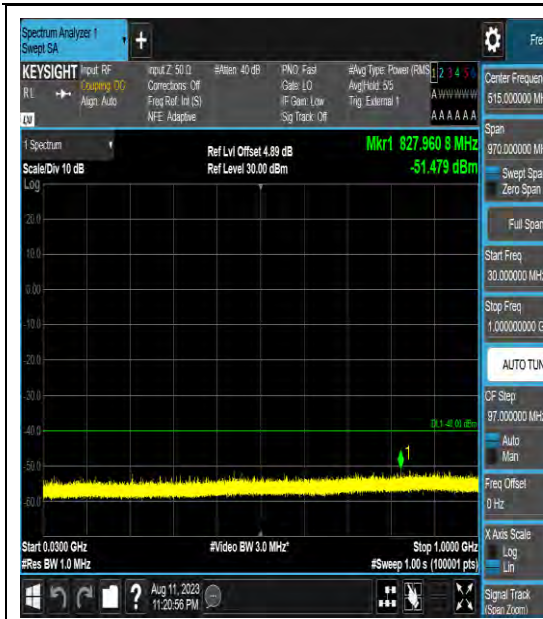 Spectrum Analyzer 1
Swept SA
+
Fre
KEYSIGHT Input: RF Input Z: 50 Ω #Atten: 40 dB PNO: Fast #Avg Type: Power (RMS 1 2 3 4 5 6
RL Coupling: DC Corrections: Off Gate: LO Avg|Hold: 5/5 A W W W W W
Align: Auto Freq Ref: Int (S) IF Gain: Low Trig: External 1
LXI NFE: Adaptive Sig Track: Off A A A A A A
1 Spectrum
Ref Lvl Offset 4.89 dB Mkr1 827.960 8 MHz
Scale/Div 10 dB Ref Level 30.00 dBm -51.479 dBm
Log
20.0
10.0
0.00
-10.0
-20.0
-30.0
-40.0
DL1 -40.00 dBm
1
-50.0
-60.0
Start 0.0300 GHz #Video BW 3.0 MHz* Stop 1.0000 GHz
#Res BW 1.0 MHz #Sweep 1.00 s (100001 pts)
? Aug 11, 2023
11:20:56 PM
Center Frequen
515.000000 MH
Span
970.000000 MH
Swept Spa
Zero Span
Full Span
Start Freq
30.000000 MHz
Stop Freq
1.000000000 G
AUTO TUN
CF Step
97.000000 MHz
Auto
Man
Freq Offset
0 Hz
X Axis Scale
Log
Lin
Signal Track
(Span Zoom)